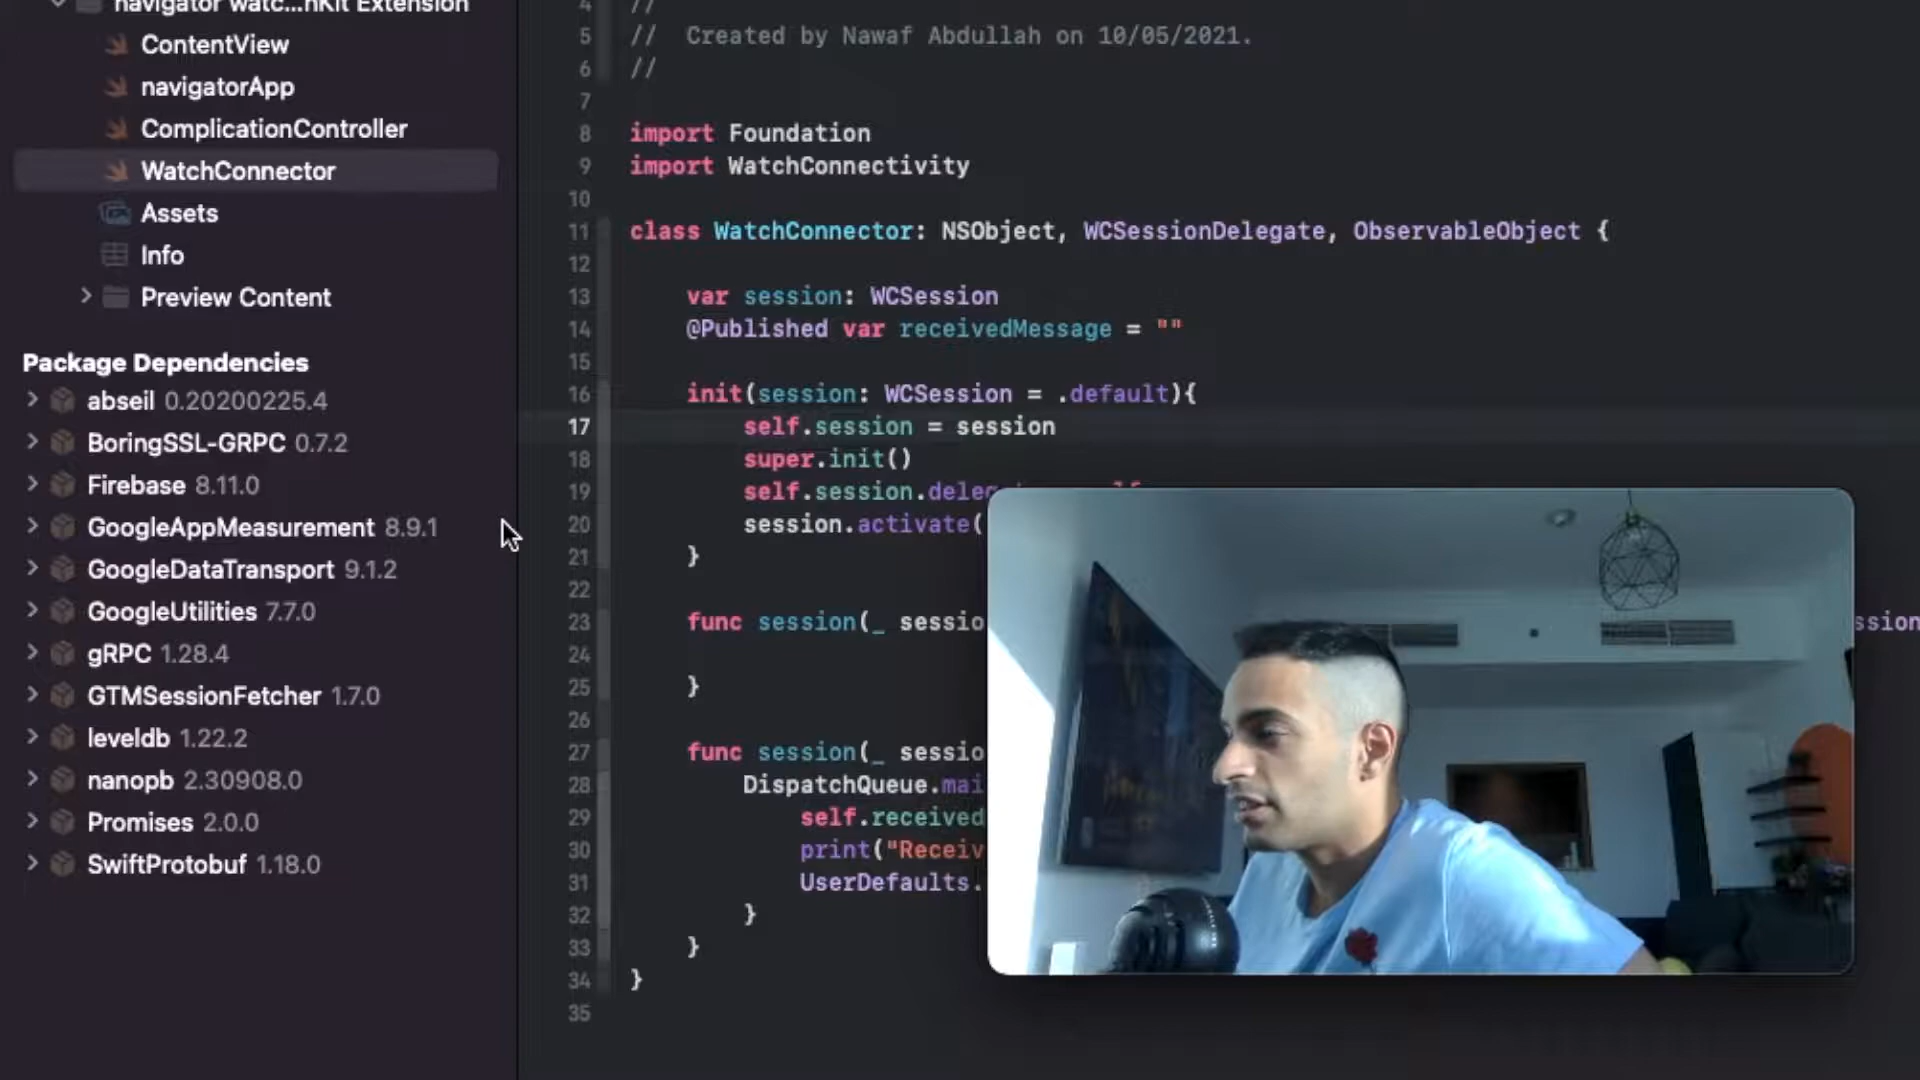 navigator watc...nKit Extension
ContentView
navigatorApp
ComplicationController
WatchConnector
Assets
Info
Preview Content
Package Dependencies
abseil 0.20200225.4
BoringSSL-GRPC 0.7.2
Firebase 8.11.0
GoogleAppMeasurement 8.9.1
GoogleDataTransport 9.1.2
GoogleUtilities 7.7.0
gRPC 1.28.4
GTMSessionFetcher 1.7.0
leveldb 1.22.2
nanopb 2.30908.0
Promises 2.0.0
SwiftProtobuf 1.18.0
4 //
5 // Created by Nawaf Abdullah on 10/05/2021.
6 //
7
8 import Foundation
9 import WatchConnectivity
10
11 class WatchConnector: NSObject, WCSessionDelegate, ObservableObject {
12
13 var session: WCSession
14 @Published var receivedMessage = ""
15
16 init(session: WCSession = .default){
17 self.session = session
18 super.init()
19 self.session.deleg
20 session.activate(
21 }
22
23 func session(_ sessio ssion
24
25 }
26
27 func session(_ sessio
28 DispatchQueue.mai
29 self.received
30 print("Receiv
31 UserDefaults.
32 }
33 }
34 }
35